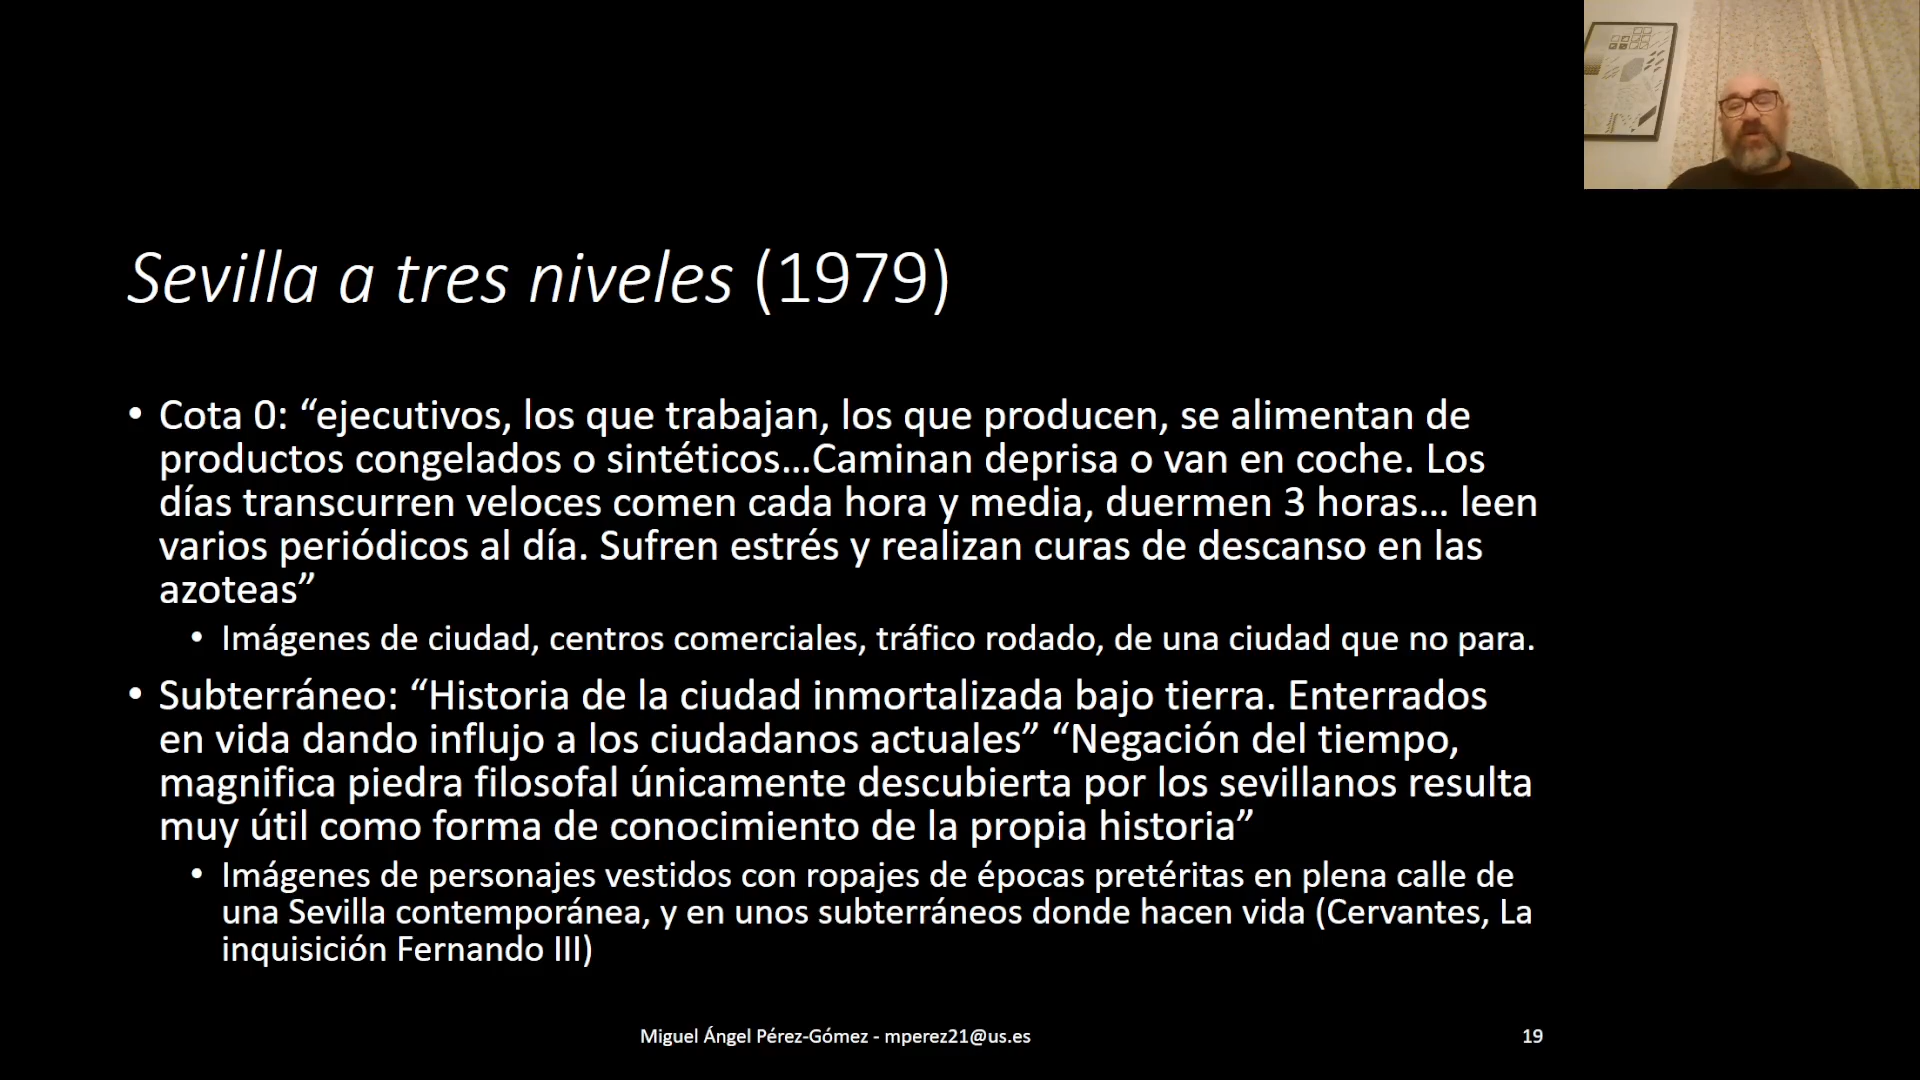 Sevilla a tres niveles (1979)
• Cota 0: “ejecutivos, los que trabajan, los que producen, se alimentan de
productos congelados o sintéticos…Caminan deprisa o van en coche. Los
días transcurren veloces comen cada hora y media, duermen 3 horas… leen
varios periódicos al día. Sufren estrés y realizan curas de descanso en las
azoteas”
• Imágenes de ciudad, centros comerciales, tráfico rodado, de una ciudad que no para.
• Subterráneo: “Historia de la ciudad inmortalizada bajo tierra. Enterrados
en vida dando influjo a los ciudadanos actuales” “Negación del tiempo,
magnifica piedra filosofal únicamente descubierta por los sevillanos resulta
muy útil como forma de conocimiento de la propia historia”
• Imágenes de personajes vestidos con ropajes de épocas pretéritas en plena calle de
una Sevilla contemporánea, y en unos subterráneos donde hacen vida (Cervantes, La
inquisición Fernando III)
Miguel Ángel Pérez-Gómez - mperez21@us.es
19